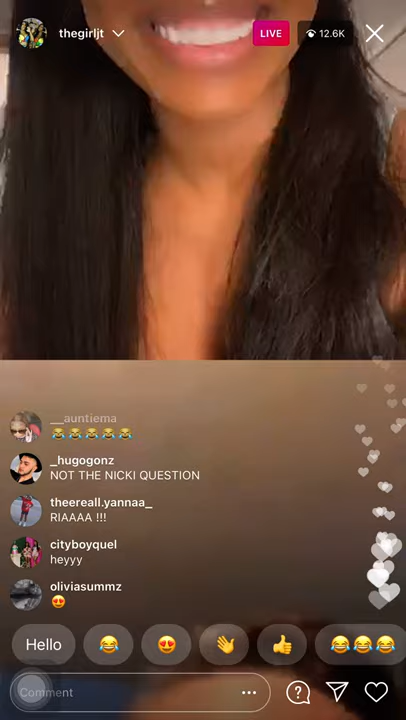 thegirljt
LIVE
12.6K
__auntiema
😂😂😂😂😂
_hugogonz
NOT THE NICKI QUESTION
theereall.yannaa_
RIAAAA !!!
cityboyquel
heyyy
oliviasummz
😍
Hello 😂 😍 👋 👍 😂😂😂
Comment